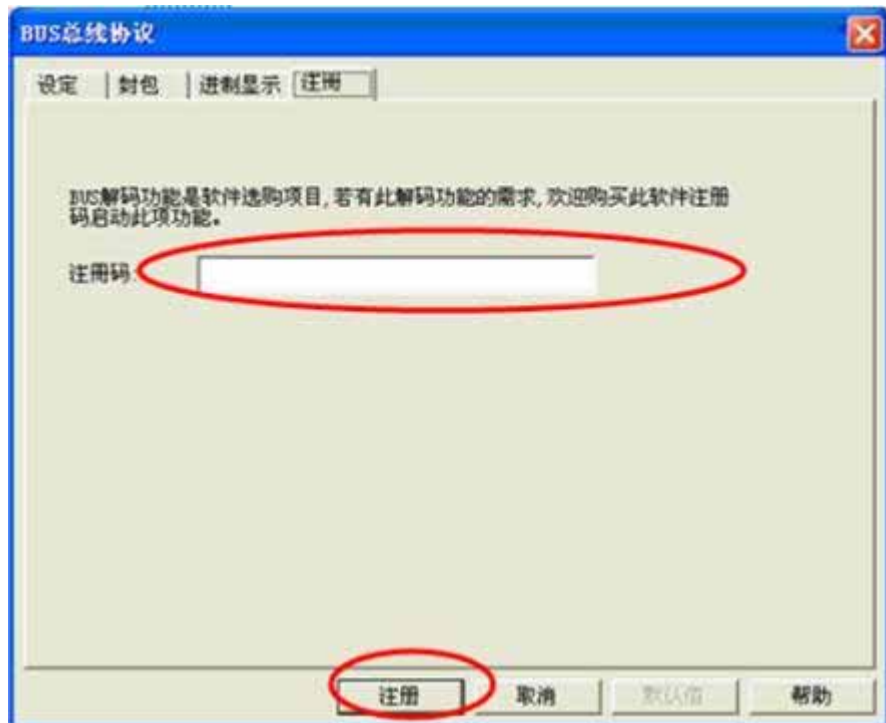 BUS总线协议
设定 封包 进制显示 注册
BUS解码功能是软件选购项目,若有此解码功能的需求,欢迎购买此软件注册
码启动此项功能。
注册码:
注册 取消 默认值 帮助